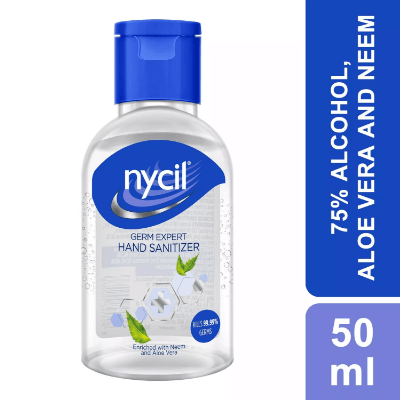 nycil
GERM EXPERT
HAND SANITIZER
KILLS 99.99%
GERMS
Enriched with Neem
and Aloe Vera
75% ALCOHOL,
ALOE VERA AND NEEM
50
ml